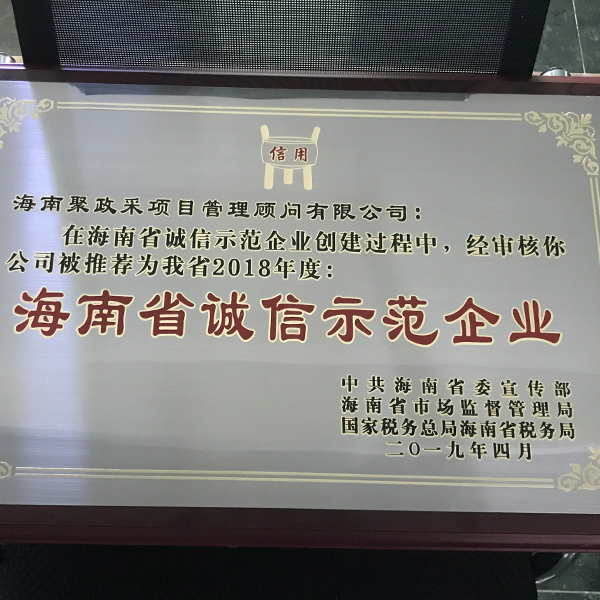 信用
海南聚政采项目管理顾问有限公司：
在海南省诚信示范企业创建过程中，经审核你
公司被推荐为我省2018年度：
海南省诚信示范企业
中共海南省委宣传部
海南省市场监督管理局
国家税务总局海南省税务局
二〇一九年四月